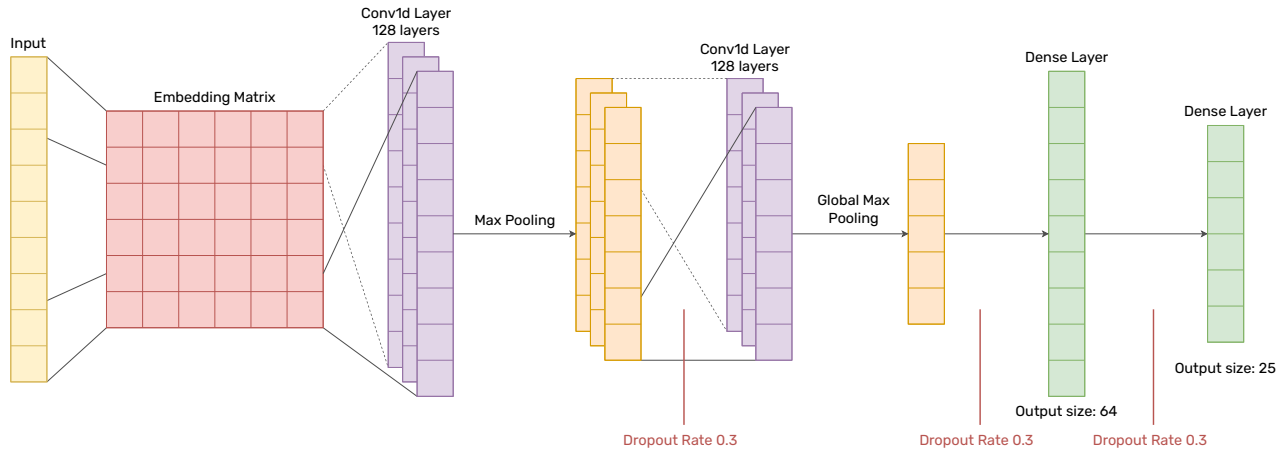 Input
Embedding Matrix
Conv1d Layer
128 layers
Max Pooling
Conv1d Layer
128 layers
Global Max
Pooling
Dense Layer
Dense Layer
Output size: 25
Output size: 64
Dropout Rate 0.3
Dropout Rate 0.3
Dropout Rate 0.3